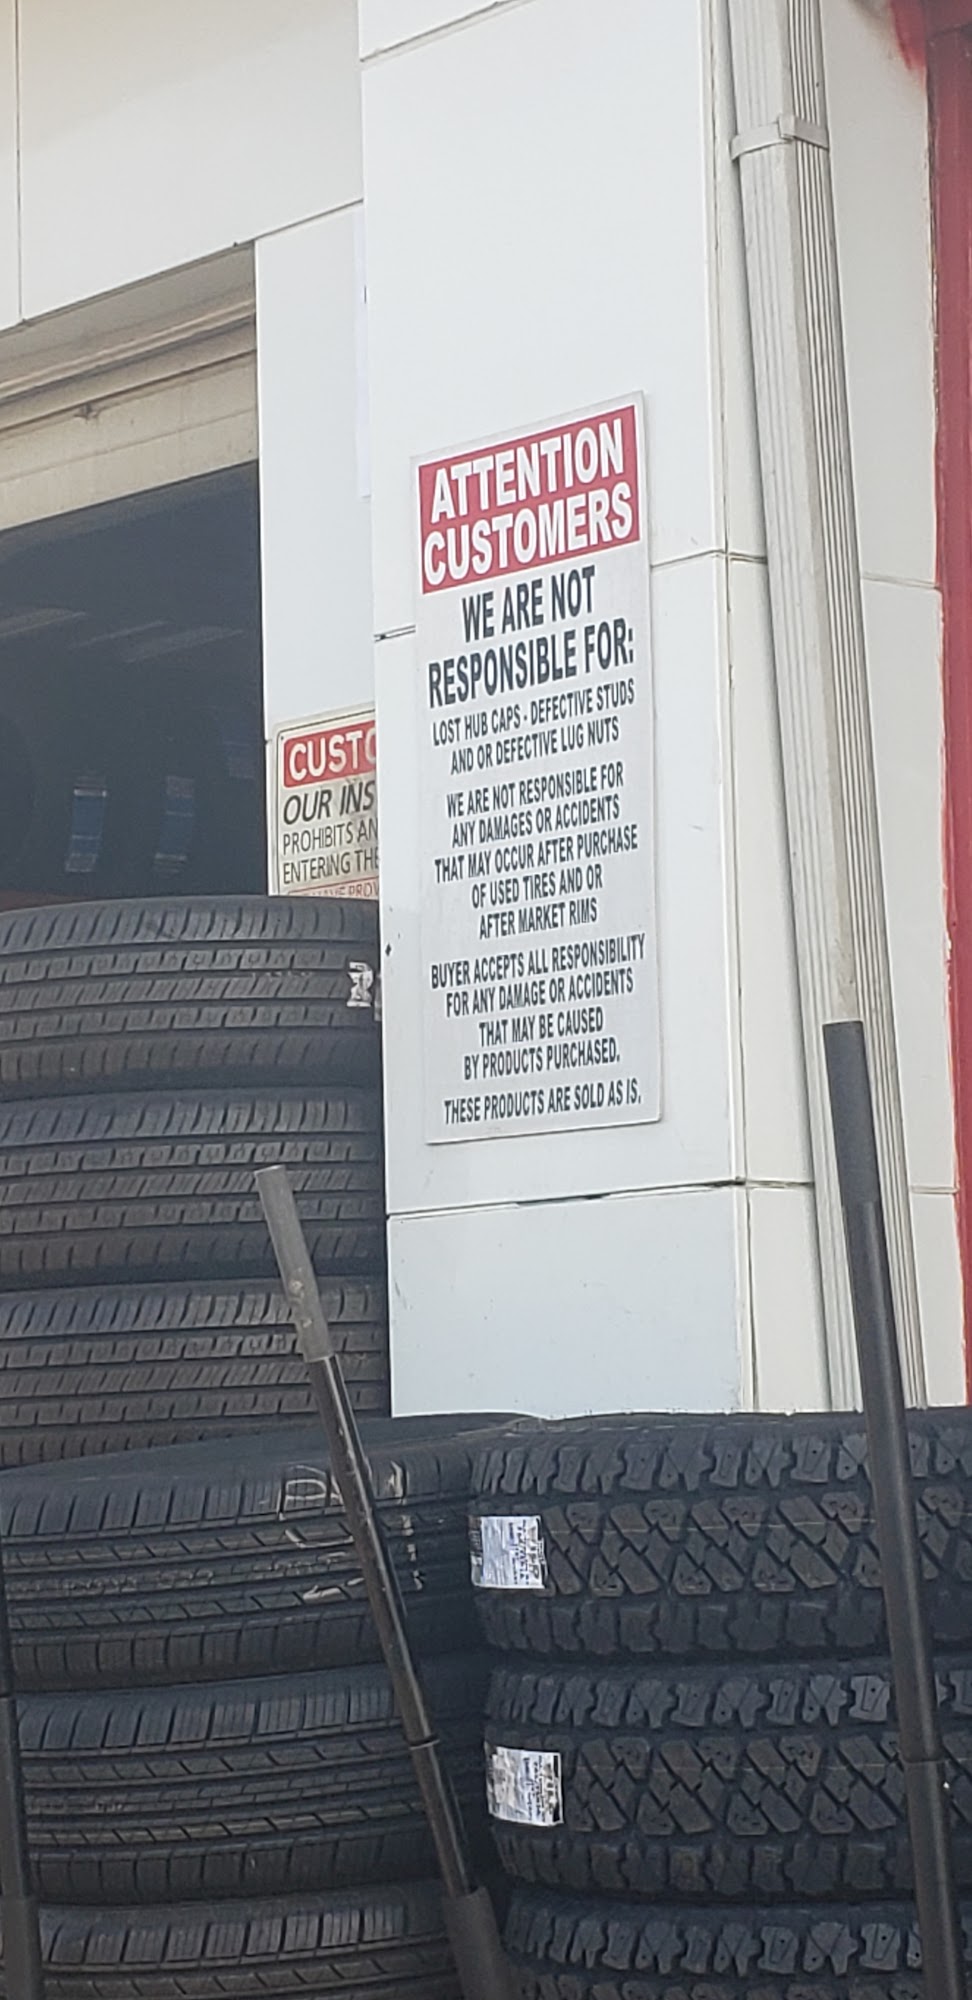 ATTENTION
CUSTOMERS
WE ARE NOT
RESPONSIBLE FOR:
LOST HUB CAPS - DEFECTIVE STUDS
AND OR DEFECTIVE LUG NUTS
WE ARE NOT RESPONSIBLE FOR
ANY DAMAGES OR ACCIDENTS
THAT MAY OCCUR AFTER PURCHASE
OF USED TIRES AND OR
AFTER MARKET RIMS
BUYER ACCEPTS ALL RESPONSIBILITY
FOR ANY DAMAGE OR ACCIDENTS
THAT MAY BE CAUSED
BY PRODUCTS PURCHASED.
THESE PRODUCTS ARE SOLD AS IS.
CUSTO
OUR INS
PROHIBITS AN
ENTERING THE